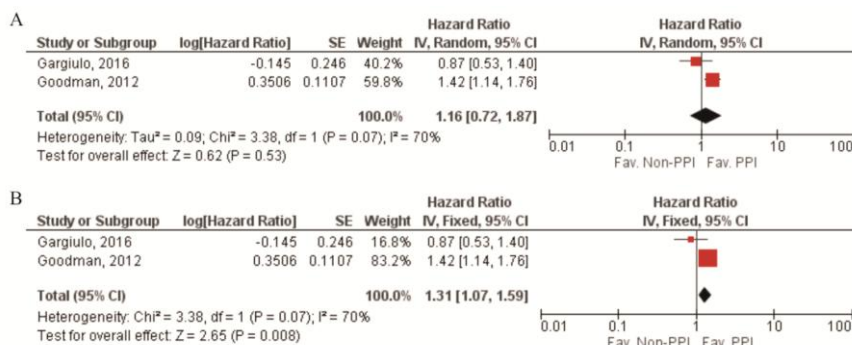 A
Hazard Ratio Hazard Ratio
Study or Subgroup log[Hazard Ratio] SE Weight IV, Random, 95% CI IV, Random, 95% CI
Gargiulo, 2016 -0.145 0.246 40.2% 0.87 [0.53, 1.40]
Goodman, 2012 0.3506 0.1107 59.8% 1.42 [1.14, 1.76]
Total (95% CI) 100.0% 1.16 [0.72, 1.87]
Heterogeneity: Tau² = 0.09; Chi² = 3.38, df = 1 (P = 0.07); I² = 70%
Test for overall effect: Z = 0.62 (P = 0.53)
0.01 0.1 1 10 100
Fav. Non-PPI Fav. PPI
B
Hazard Ratio Hazard Ratio
Study or Subgroup log[Hazard Ratio] SE Weight IV, Fixed, 95% CI IV, Fixed, 95% CI
Gargiulo, 2016 -0.145 0.246 16.8% 0.87 [0.53, 1.40]
Goodman, 2012 0.3506 0.1107 83.2% 1.42 [1.14, 1.76]
Total (95% CI) 100.0% 1.31 [1.07, 1.59]
Heterogeneity: Chi² = 3.38, df = 1 (P = 0.07); I² = 70%
Test for overall effect: Z = 2.65 (P = 0.008)
0.01 0.1 1 10 100
Fav. Non-PPI Fav. PPI